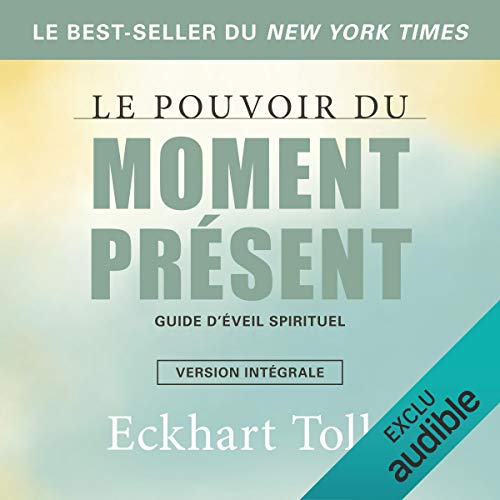 LE BEST-SELLER DU NEW YORK TIMES
LE POUVOIR DU
MOMENT
PRÉSENT
GUIDE D'ÉVEIL SPIRITUEL
VERSION INTÉGRALE
Eckhart Toll
EXCLU
audible